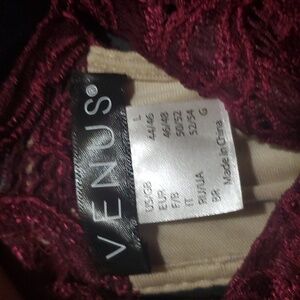 VENUS®
L
US/GB 44/46
EUR 46/48
F/B 50/52
IT 52/54
RU/UA G
BR Made in China